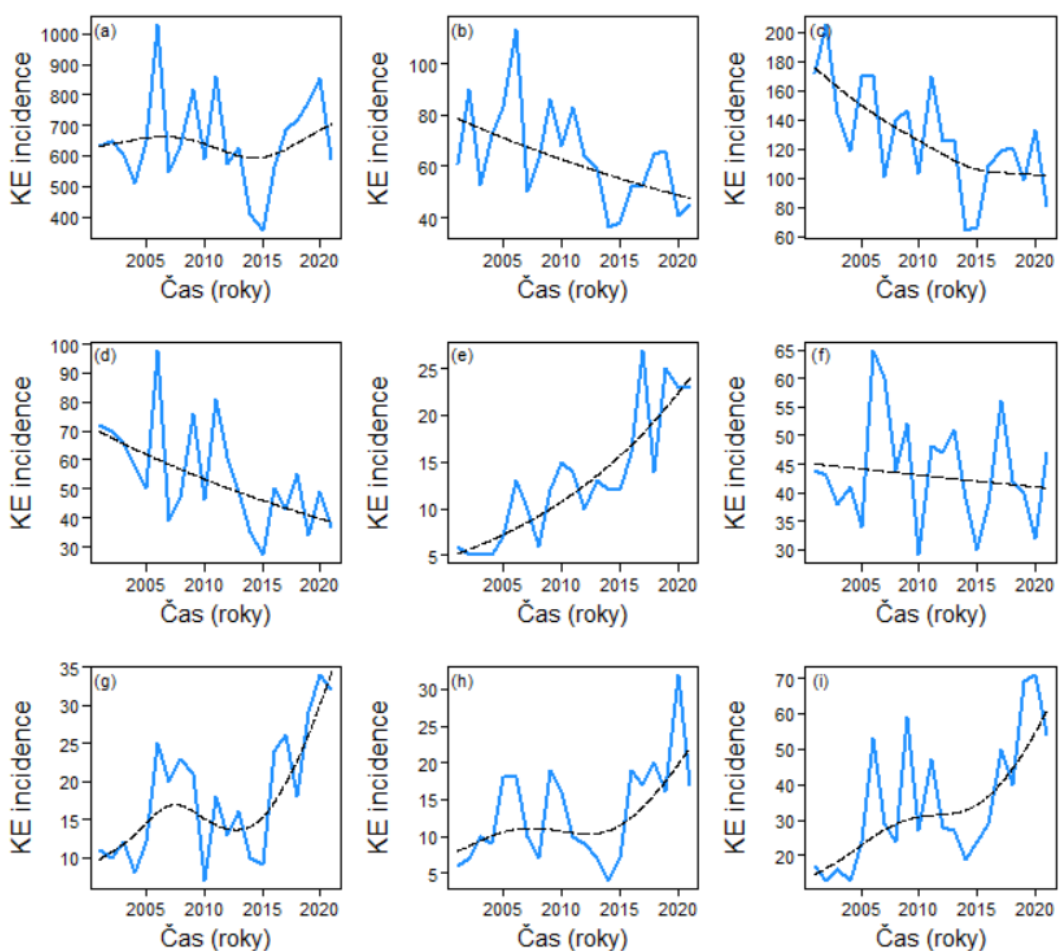 (a)
KE incidence
1000
900
800
700
600
500
400
2005 2010 2015 2020
Čas (roky)
(b)
KE incidence
100
80
60
40
2005 2010 2015 2020
Čas (roky)
(c)
KE incidence
200
180
160
140
120
100
80
60
2005 2010 2015 2020
Čas (roky)
(d)
KE incidence
100
90
80
70
60
50
40
30
2005 2010 2015 2020
Čas (roky)
(e)
KE incidence
25
20
15
10
5
2005 2010 2015 2020
Čas (roky)
(f)
KE incidence
65
60
55
50
45
40
35
30
2005 2010 2015 2020
Čas (roky)
(g)
KE incidence
35
30
25
20
15
10
2005 2010 2015 2020
Čas (roky)
(h)
KE incidence
30
25
20
15
10
5
2005 2010 2015 2020
Čas (roky)
(i)
KE incidence
70
60
50
40
30
20
2005 2010 2015 2020
Čas (roky)